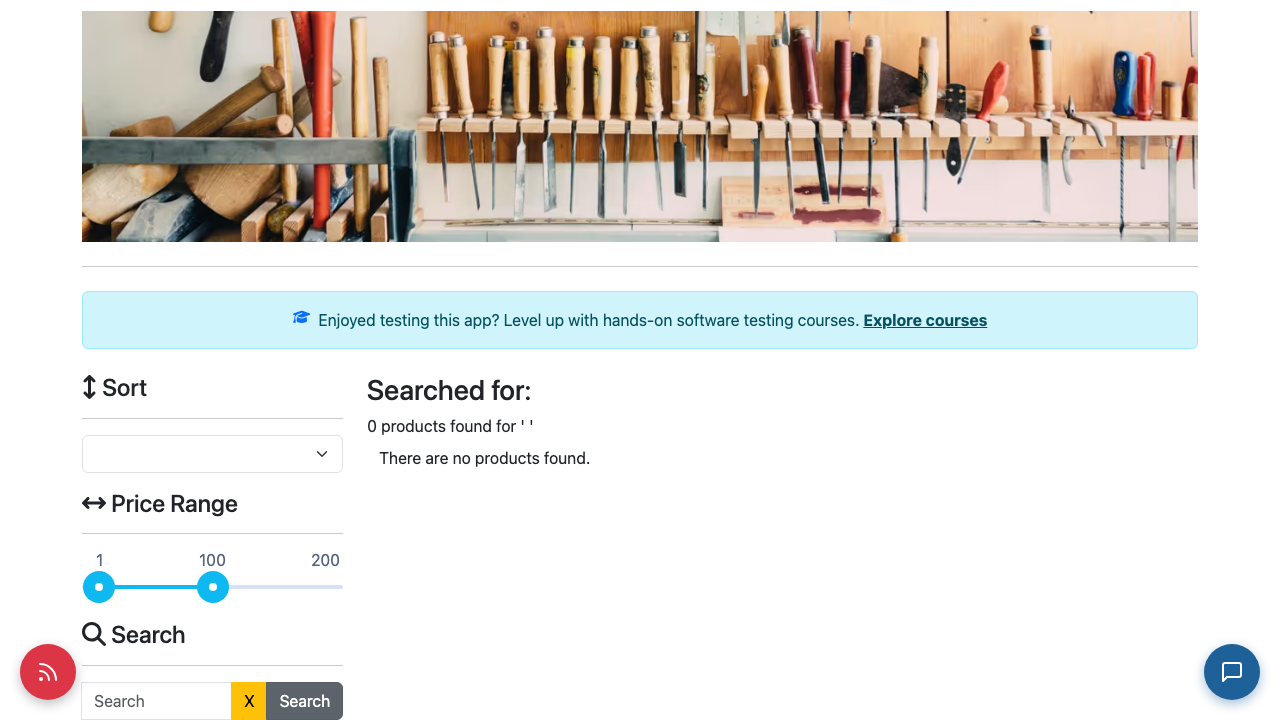 Enjoyed testing this app? Level up with hands-on software testing courses. Explore courses
Sort
Price Range
1 100 200
Search
Search X Search
Searched for:
0 products found for ' '
There are no products found.